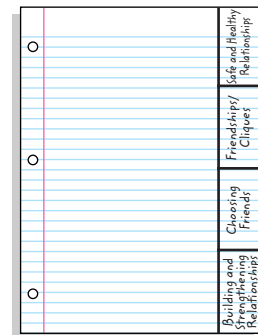 Safe and Healthy
Relationships
Friendships/
Cliques
Choosing
Friends
Building and
Strengthening
Relationships